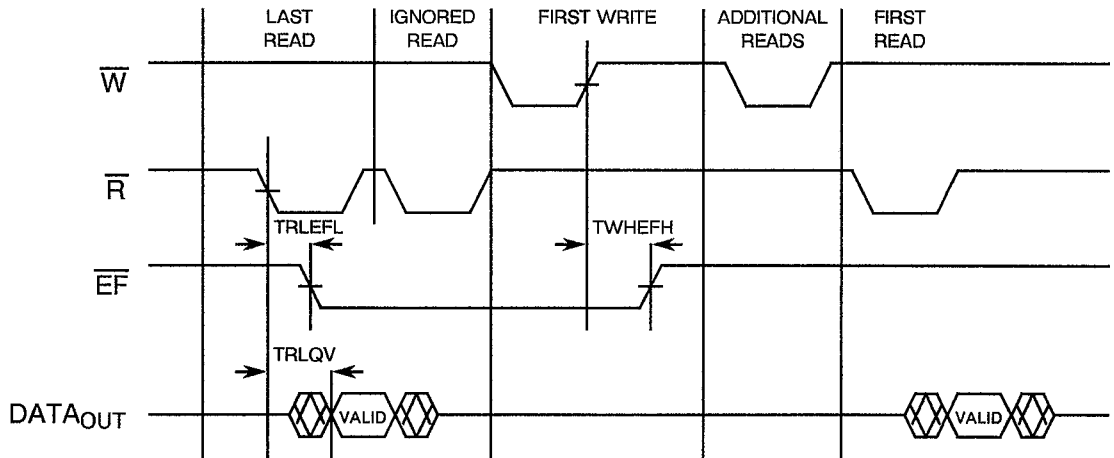 LAST READ
IGNORED READ
FIRST WRITE
ADDITIONAL READS
FIRST READ
W
R
TRLEFL
TWHEFH
EF
TRLQV
DATAOUT
VALID
VALID